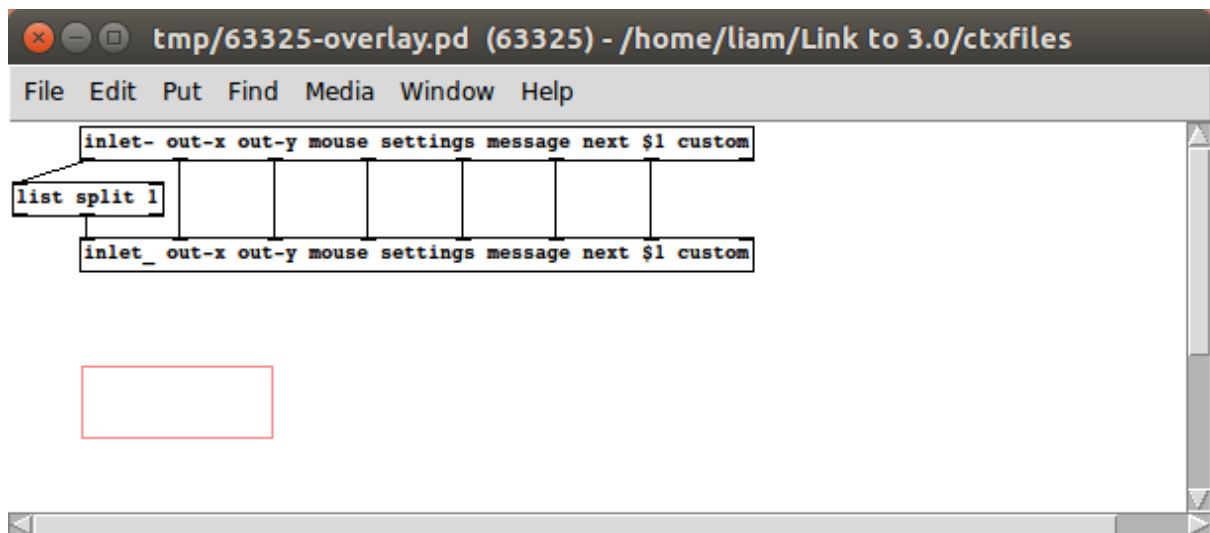 tmp/63325-overlay.pd (63325) - /home/liam/Link to 3.0/ctxfiles
File Edit Put Find Media Window Help
inlet- out-x out-y mouse settings message next $1 custom
list split 1
inlet_ out-x out-y mouse settings message next $1 custom